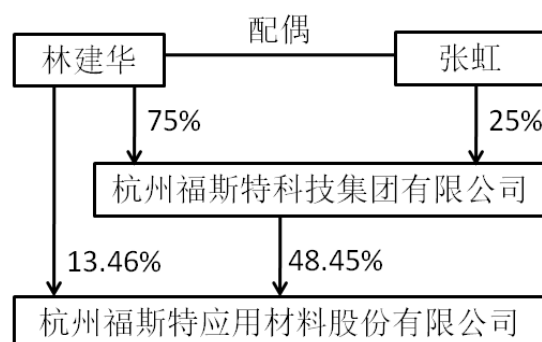 配偶
林建华
张虹
75%
25%
杭州福斯特科技集团有限公司
13.46%
48.45%
杭州福斯特应用材料股份有限公司